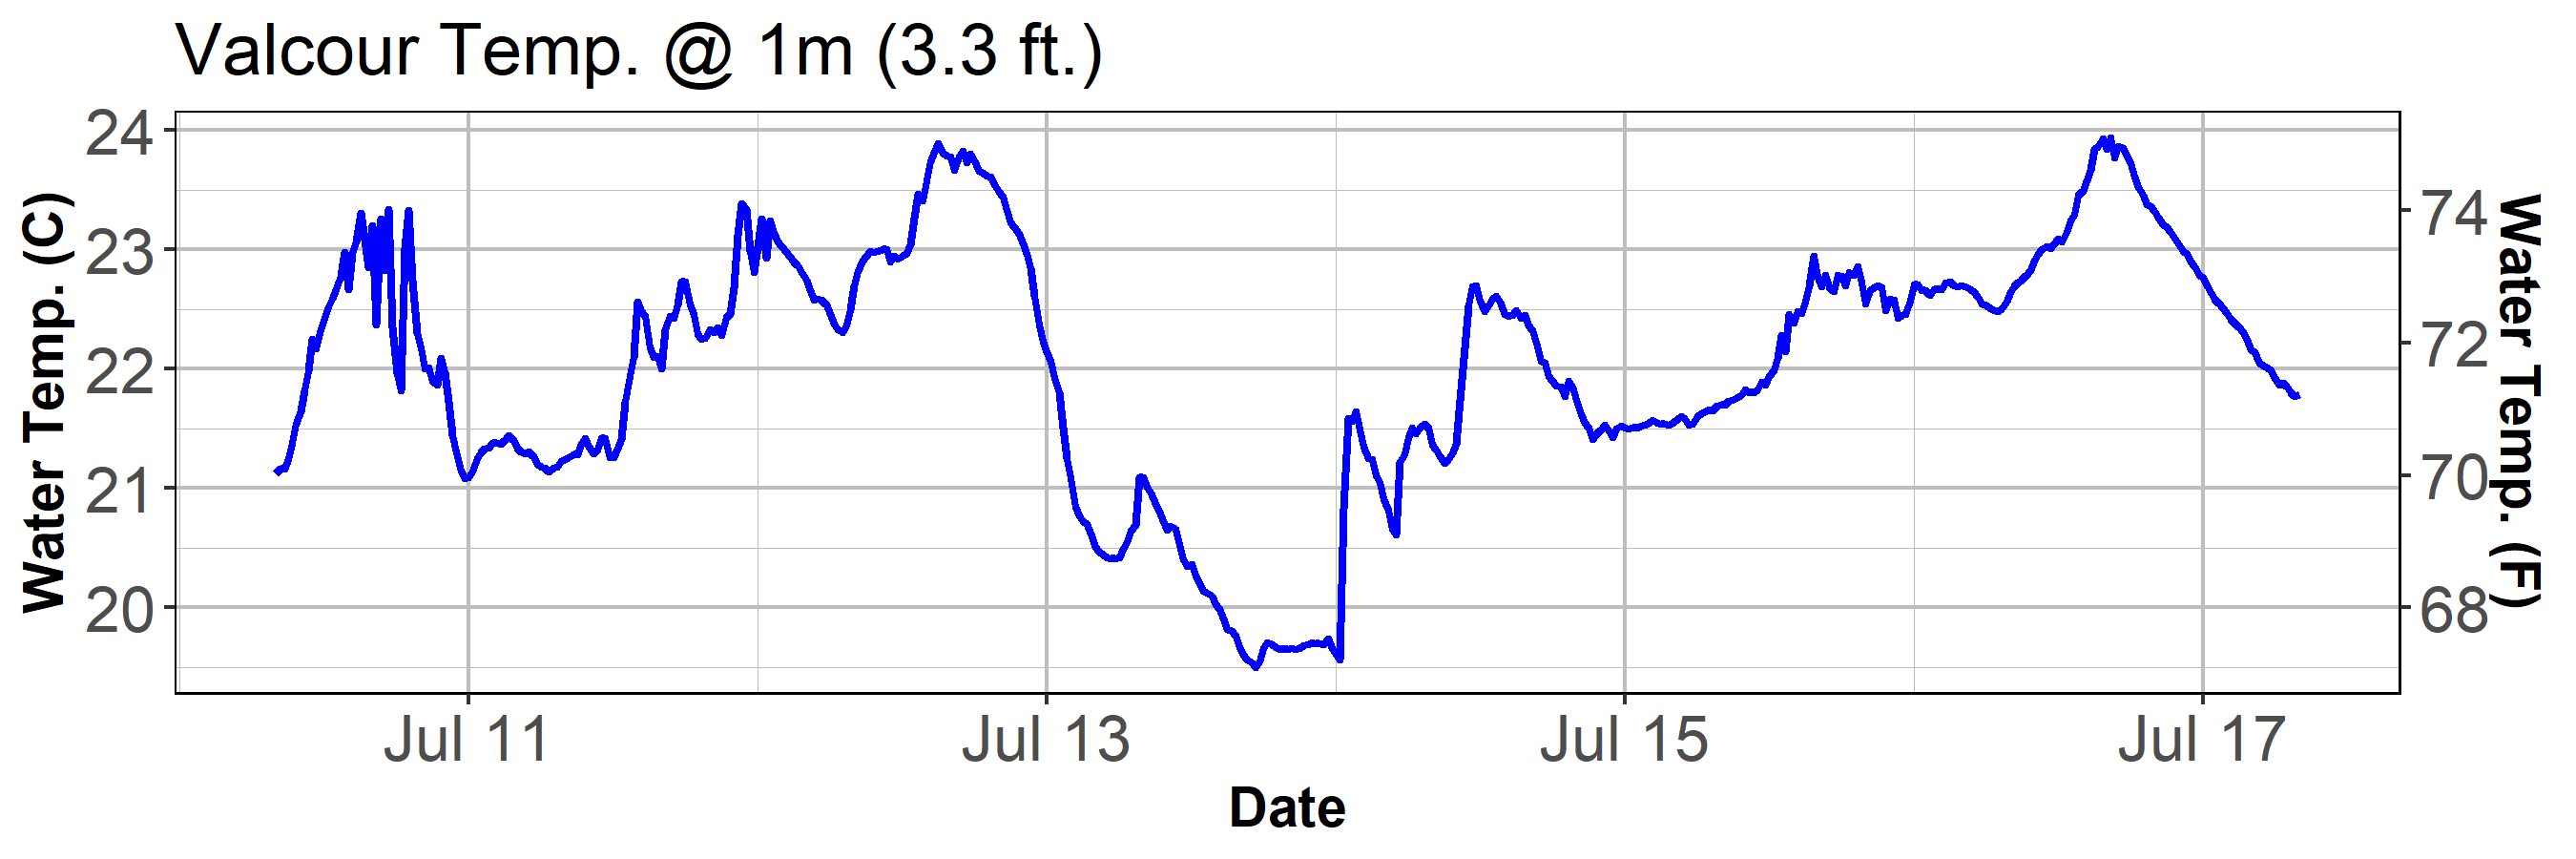 Valcour Temp. @ 1m (3.3 ft.)
Water Temp. (C)
24
23
22
21
20
74
72
70
68
Water Temp. (F)
Jul 11
Jul 13
Jul 15
Jul 17
Date